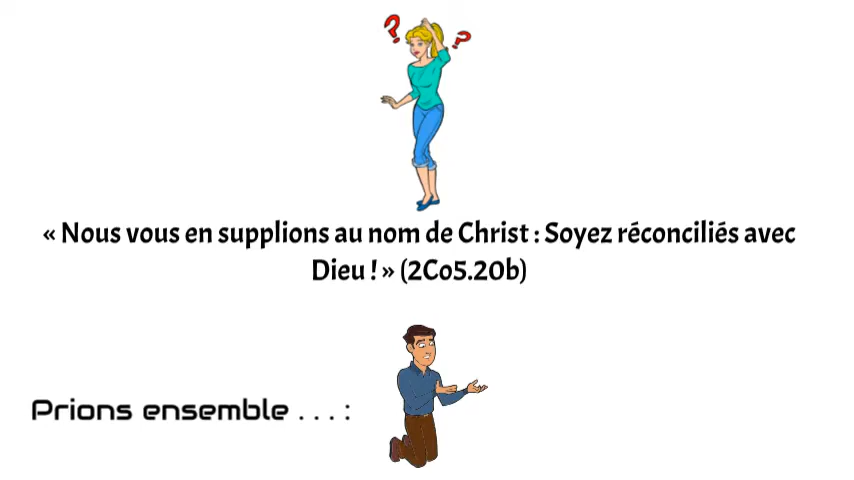 « Nous vous en supplions au nom de Christ : Soyez réconciliés avec
Dieu ! » (2Co5.20b)
Prions ensemble . . . :